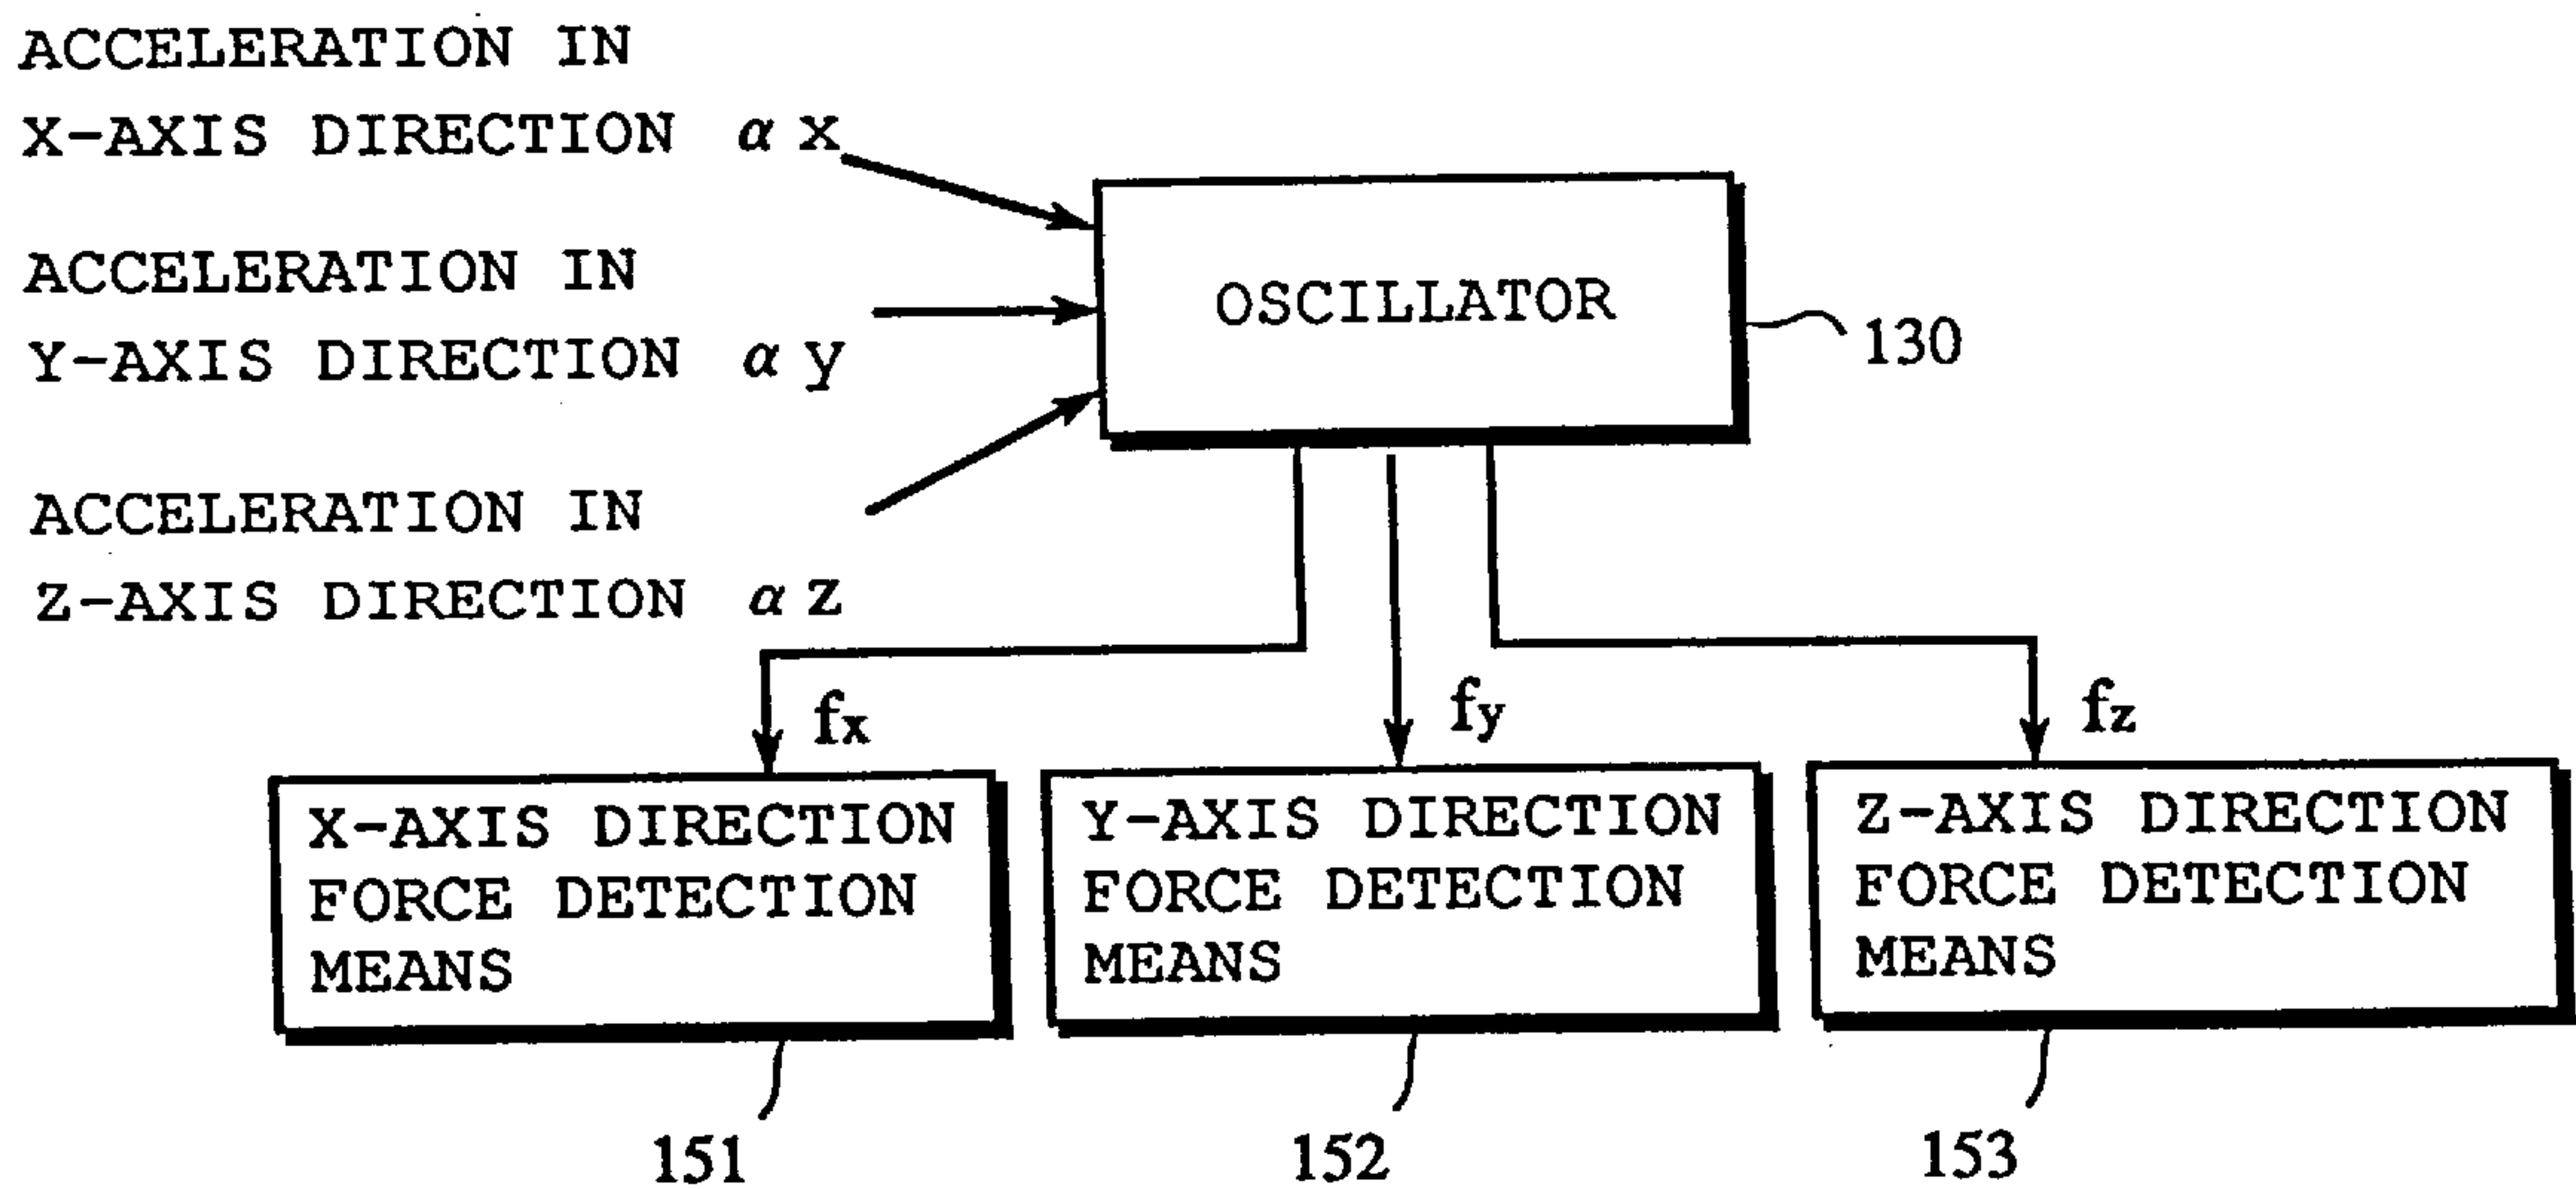 ACCELERATION IN
X-AXIS DIRECTION αx
ACCELERATION IN
Y-AXIS DIRECTION αy
ACCELERATION IN
Z-AXIS DIRECTION αz
OSCILLATOR
130
fx
fy
fz
X-AXIS DIRECTION
FORCE DETECTION
MEANS
Y-AXIS DIRECTION
FORCE DETECTION
MEANS
Z-AXIS DIRECTION
FORCE DETECTION
MEANS
151
152
153